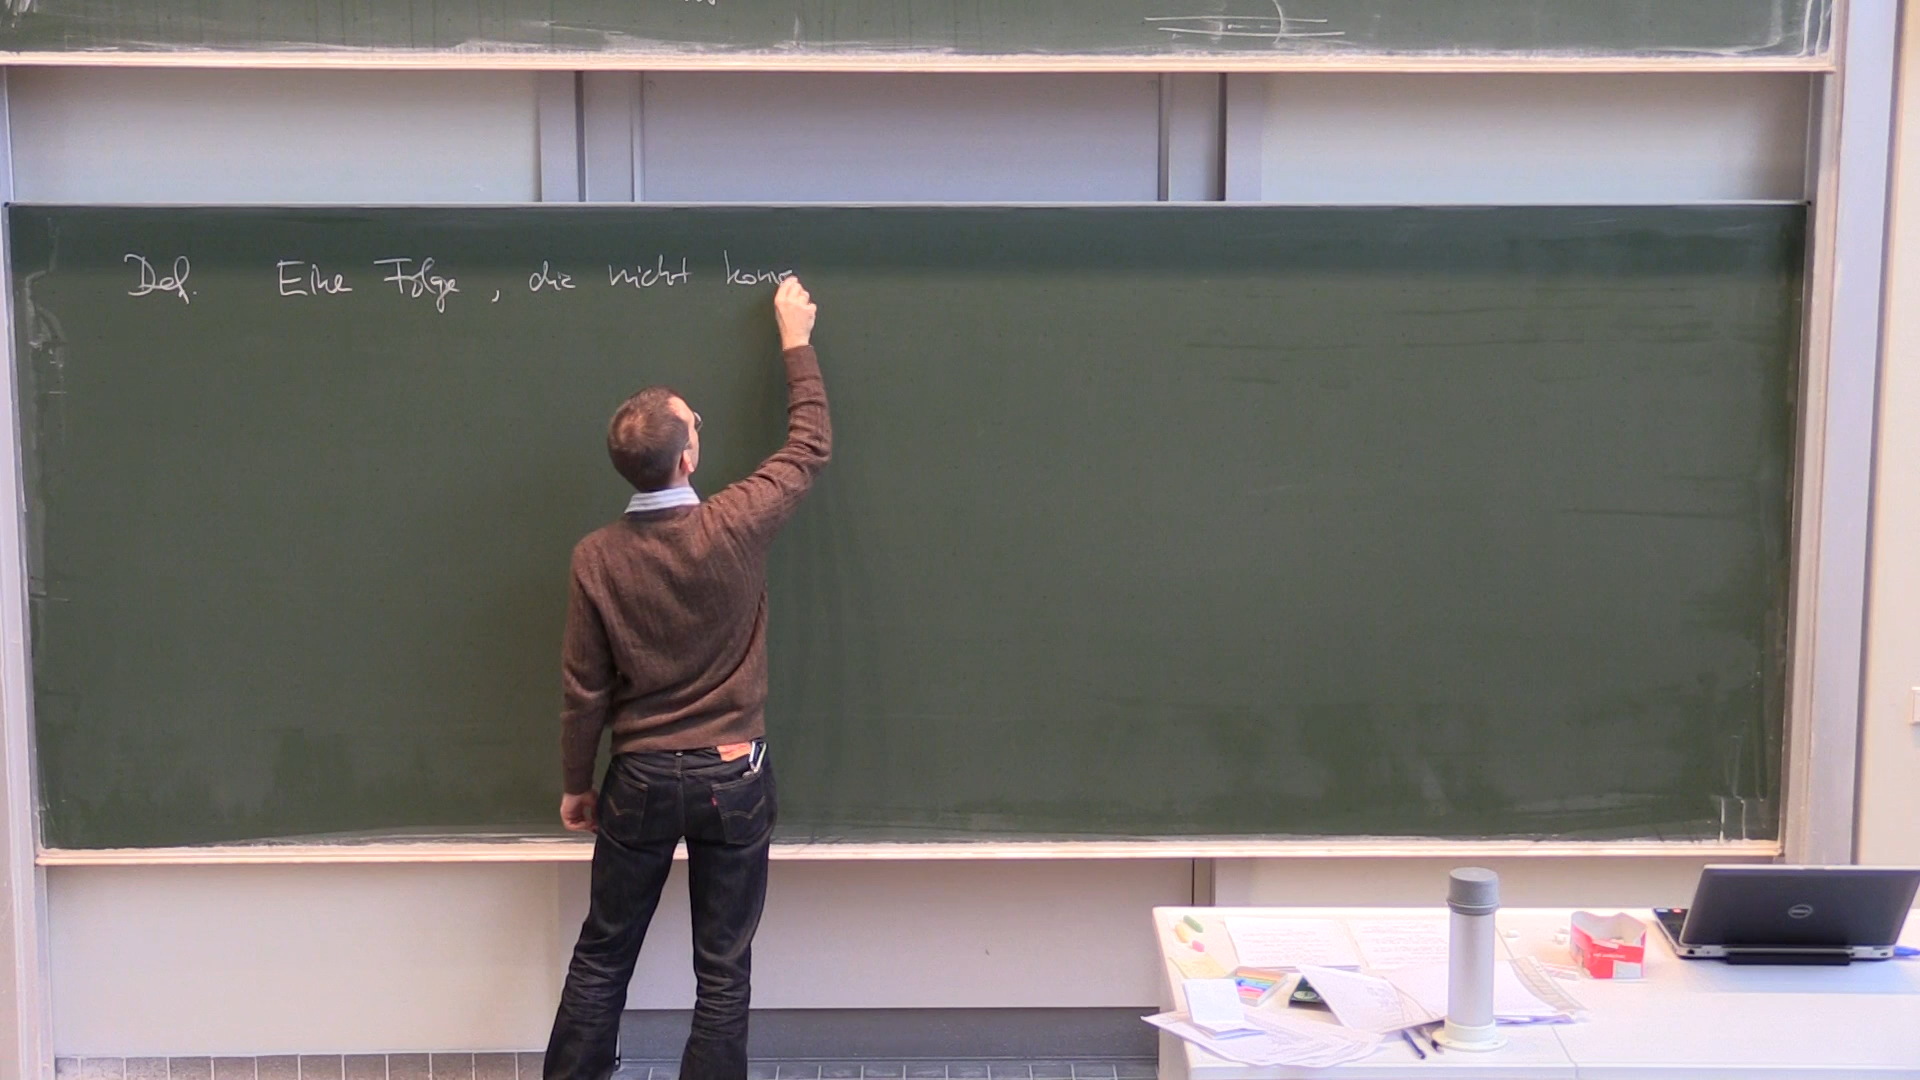 Def. Eine Folge, die nicht konv